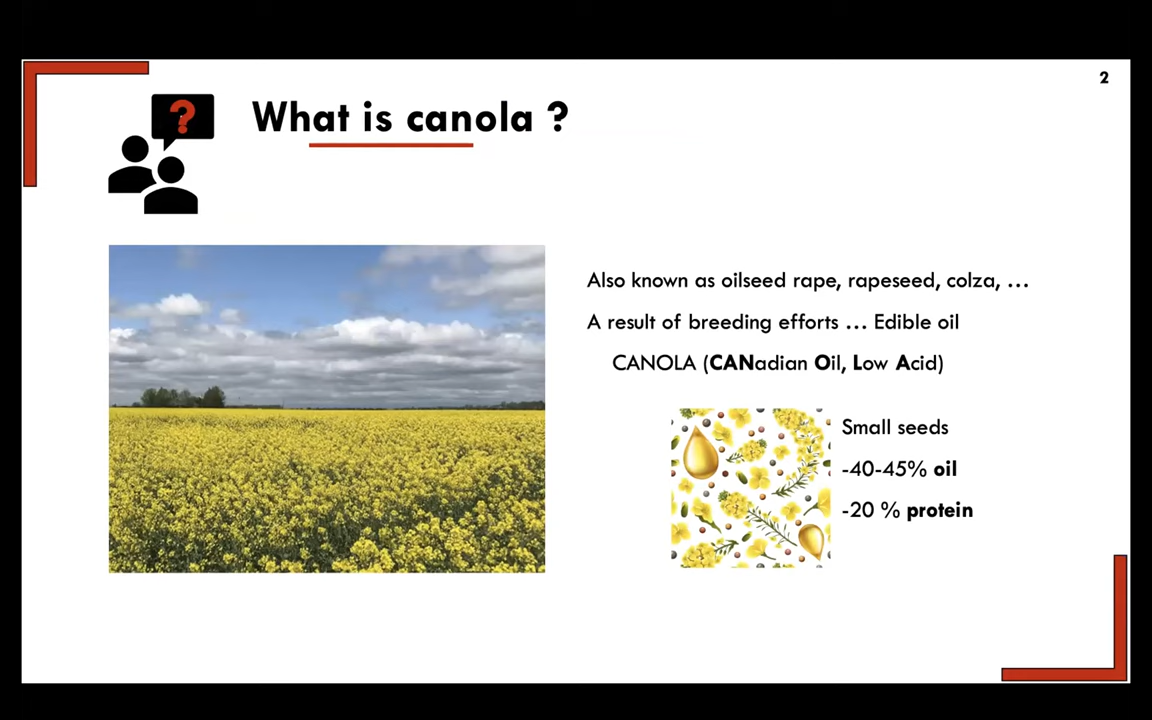 2
?
What is canola ?
Also known as oilseed rape, rapeseed, colza, ...
A result of breeding efforts ... Edible oil
CANOLA (CANadian Oil, Low Acid)
Small seeds
-40-45% oil
-20 % protein